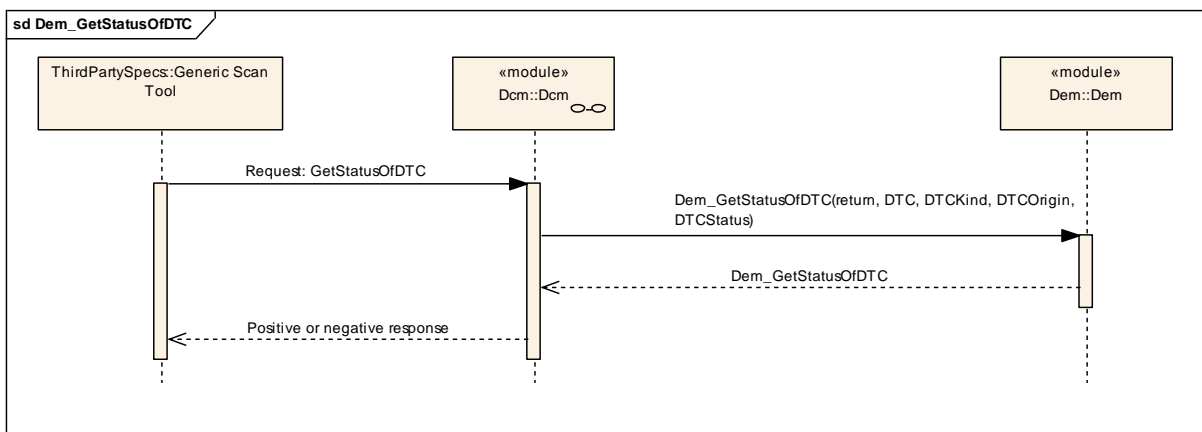 sd Dem_GetStatusOfDTC
ThirdPartySpecs::Generic Scan
Tool
«module»
Dcm::Dcm
«module»
Dem::Dem
Request: GetStatusOfDTC
Dem_GetStatusOfDTC(return, DTC, DTCKind, DTCOrigin,
DTCStatus)
Dem_GetStatusOfDTC
Positive or negative response